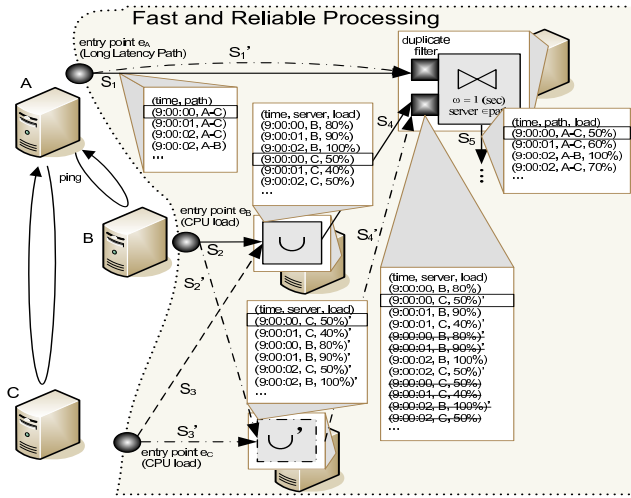 Fast and Reliable Processing
entry point eA
(Long Latency Path)
S1'
duplicate
filter
A
S1
(time, path)
(9:00:00, A-C)
(9:00:01, A-C)
(9:00:02, A-C)
(9:00:02, A-B)
...
ω = 1 (sec)
server ∈pa
(time, server, load)
(9:00:00, B, 80%)
(9:00:01, B, 90%)
(9:00:02, B, 100%)
(9:00:00, C, 50%)
(9:00:01, C, 40%)
(9:00:02, C, 50%)
...
S4
S5
(time, path, load)
(9:00:00, A-C, 50%)
(9:00:01, A-C, 60%)
(9:00:02, A-B, 100%)
(9:00:02, A-C, 70%)
...
ping
entry point eB
(CPU load)
B
S2
∪
S4'
S2'
(time, server, load)
(9:00:00, C, 50%)'
(9:00:01, C, 40%)'
(9:00:00, B, 80%)'
(9:00:01, B, 90%)'
(9:00:02, C, 50%)'
(9:00:02, B, 100%)'
...
(time, server, load)
(9:00:00, B, 80%)
(9:00:00, C, 50%)'
(9:00:01, B, 90%)
(9:00:01, C, 40%)'
(9:00:00, B, 80%)'
(9:00:01, B, 90%)'
(9:00:02, B, 100%)
(9:00:02, C, 50%)'
(9:00:00, C, 50%)
(9:00:01, C, 40%)
(9:00:02, B, 100%)'
(9:00:02, C, 50%)
...
C
S3
S3'
∪'
entry point eC
(CPU load)